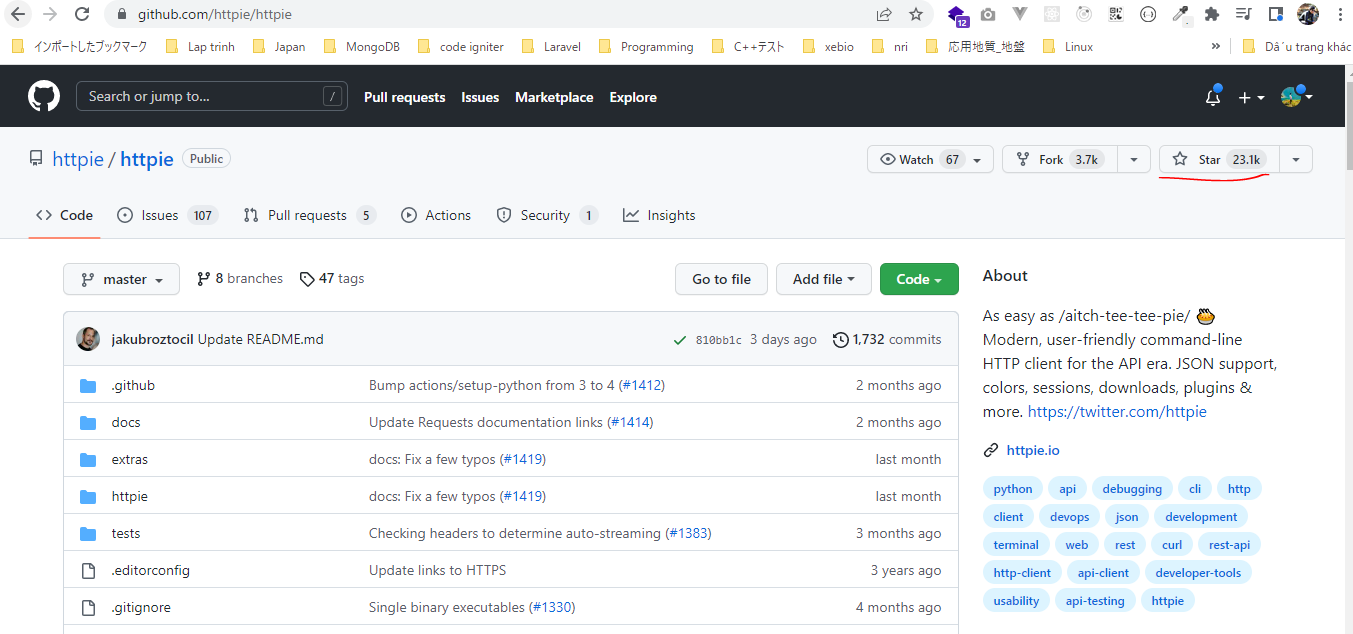 github.com/httpie/httpie
12
インポートしたブックマーク Lap trinh Japan MongoDB code igniter Laravel Programming C++テスト xebio nri 応用地質_地盤 Linux » Dấu trang khác
Search or jump to... / Pull requests Issues Marketplace Explore
httpie / httpie Public Watch 67 Fork 3.7k Star 23.1k
Code Issues 107 Pull requests 5 Actions Security 1 Insights
master 8 branches 47 tags Go to file Add file Code
jakubroztocil Update README.md 810bb1c 3 days ago 1,732 commits
.github Bump actions/setup-python from 3 to 4 (#1412) 2 months ago
docs Update Requests documentation links (#1414) 2 months ago
extras docs: Fix a few typos (#1419) last month
httpie docs: Fix a few typos (#1419) last month
tests Checking headers to determine auto-streaming (#1383) 3 months ago
.editorconfig Update links to HTTPS 3 years ago
.gitignore Single binary executables (#1330) 4 months ago
About
As easy as /aitch-tee-tee-pie/ 🥧
Modern, user-friendly command-line
HTTP client for the API era. JSON support,
colors, sessions, downloads, plugins &
more. https://twitter.com/httpie
httpie.io
python api debugging cli http
client devops json development
terminal web rest curl rest-api
http-client api-client developer-tools
usability api-testing httpie